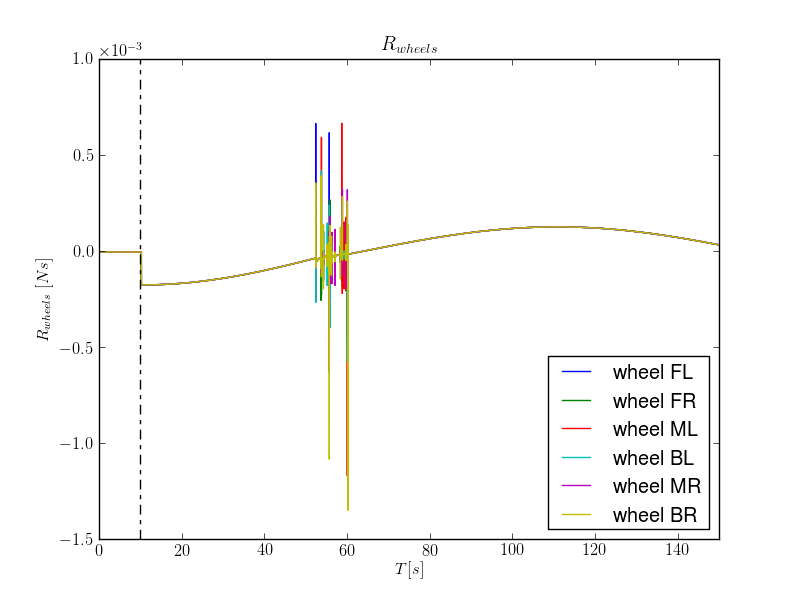 R_wheels
×10⁻³
1.0
0.5
0.0
−0.5
−1.0
−1.5
R_wheels [Ns]
wheel FL
wheel FR
wheel ML
wheel BL
wheel MR
wheel BR
0 20 40 60 80 100 120 140
T[s]